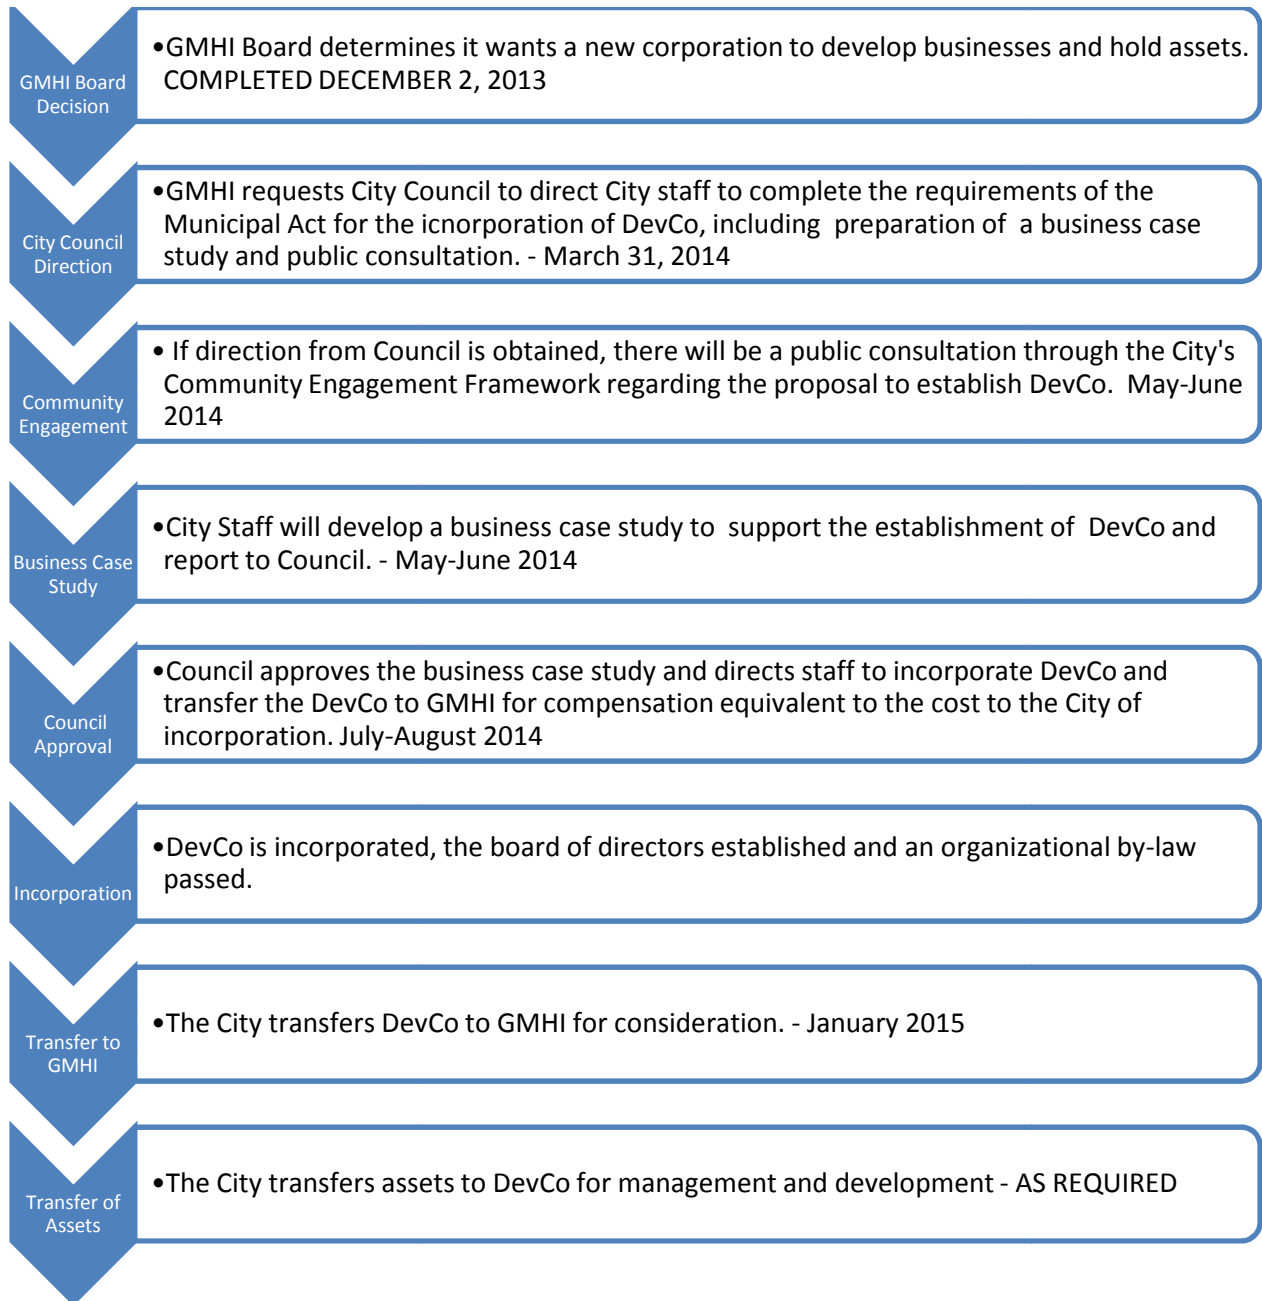 GMHI Board
Decision
•GMHI Board determines it wants a new corporation to develop businesses and hold assets.
COMPLETED DECEMBER 2, 2013
City Council
Direction
•GMHI requests City Council to direct City staff to complete the requirements of the
Municipal Act for the icnorporation of DevCo, including preparation of a business case
study and public consultation. - March 31, 2014
Community
Engagement
• If direction from Council is obtained, there will be a public consultation through the City's
Community Engagement Framework regarding the proposal to establish DevCo. May-June
2014
Business Case
Study
•City Staff will develop a business case study to support the establishment of DevCo and
report to Council. - May-June 2014
Council
Approval
•Council approves the business case study and directs staff to incorporate DevCo and
transfer the DevCo to GMHI for compensation equivalent to the cost to the City of
incorporation. July-August 2014
Incorporation
•DevCo is incorporated, the board of directors established and an organizational by-law
passed.
Transfer to
GMHI
•The City transfers DevCo to GMHI for consideration. - January 2015
Transfer of
Assets
•The City transfers assets to DevCo for management and development - AS REQUIRED